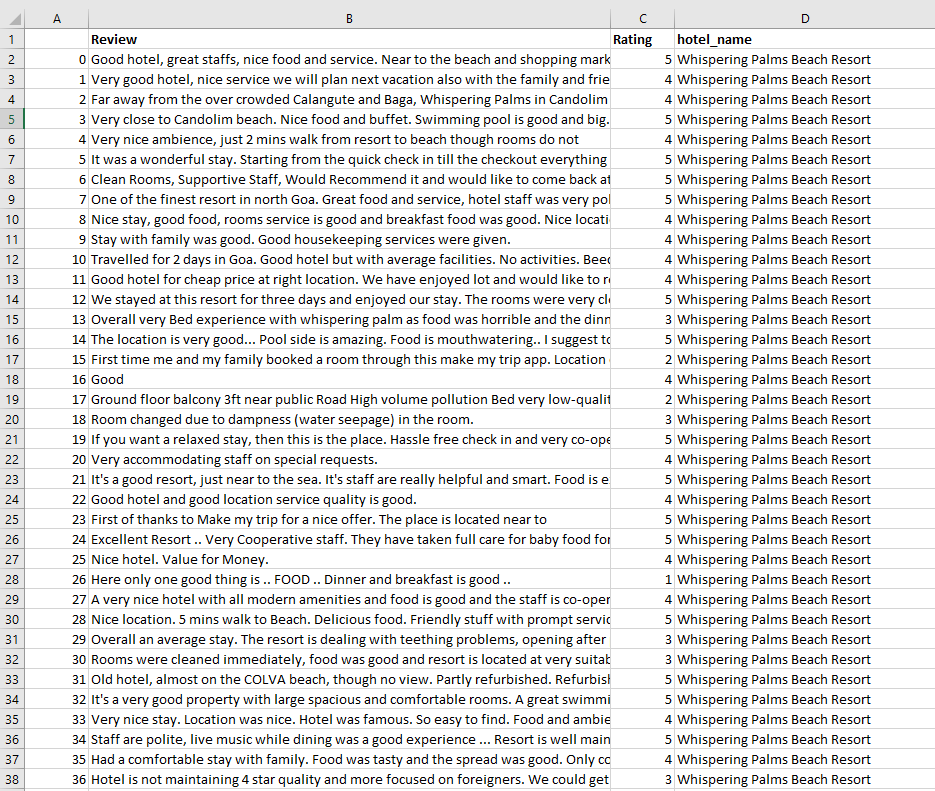 A B C D
1 Review Rating hotel_name
2 0 Good hotel, great staffs, nice food and service. Near to the beach and shopping mark 5 Whispering Palms Beach Resort
3 1 Very good hotel, nice service we will plan next vacation also with the family and frie 4 Whispering Palms Beach Resort
4 2 Far away from the over crowded Calangute and Baga, Whispering Palms in Candolim 4 Whispering Palms Beach Resort
5 3 Very close to Candolim beach. Nice food and buffet. Swimming pool is good and big. 5 Whispering Palms Beach Resort
6 4 Very nice ambience, just 2 mins walk from resort to beach though rooms do not 4 Whispering Palms Beach Resort
7 5 It was a wonderful stay. Starting from the quick check in till the checkout everything 5 Whispering Palms Beach Resort
8 6 Clean Rooms, Supportive Staff, Would Recommend it and would like to come back at 5 Whispering Palms Beach Resort
9 7 One of the finest resort in north Goa. Great food and service, hotel staff was very pol 5 Whispering Palms Beach Resort
10 8 Nice stay, good food, rooms service is good and breakfast food was good. Nice locati 4 Whispering Palms Beach Resort
11 9 Stay with family was good. Good housekeeping services were given. 4 Whispering Palms Beach Resort
12 10 Travelled for 2 days in Goa. Good hotel but with average facilities. No activities. Beec 4 Whispering Palms Beach Resort
13 11 Good hotel for cheap price at right location. We have enjoyed lot and would like to re 4 Whispering Palms Beach Resort
14 12 We stayed at this resort for three days and enjoyed our stay. The rooms were very cle 5 Whispering Palms Beach Resort
15 13 Overall very Bed experience with whispering palm as food was horrible and the dinn 3 Whispering Palms Beach Resort
16 14 The location is very good... Pool side is amazing. Food is mouthwatering.. I suggest to 5 Whispering Palms Beach Resort
17 15 First time me and my family booked a room through this make my trip app. Location 2 Whispering Palms Beach Resort
18 16 Good 4 Whispering Palms Beach Resort
19 17 Ground floor balcony 3ft near public Road High volume pollution Bed very low-qualit 2 Whispering Palms Beach Resort
20 18 Room changed due to dampness (water seepage) in the room. 3 Whispering Palms Beach Resort
21 19 If you want a relaxed stay, then this is the place. Hassle free check in and very co-ope 5 Whispering Palms Beach Resort
22 20 Very accommodating staff on special requests. 4 Whispering Palms Beach Resort
23 21 It's a good resort, just near to the sea. It's staff are really helpful and smart. Food is e 5 Whispering Palms Beach Resort
24 22 Good hotel and good location service quality is good. 4 Whispering Palms Beach Resort
25 23 First of thanks to Make my trip for a nice offer. The place is located near to 5 Whispering Palms Beach Resort
26 24 Excellent Resort .. Very Cooperative staff. They have taken full care for baby food for 5 Whispering Palms Beach Resort
27 25 Nice hotel. Value for Money. 4 Whispering Palms Beach Resort
28 26 Here only one good thing is .. FOOD .. Dinner and breakfast is good .. 1 Whispering Palms Beach Resort
29 27 A very nice hotel with all modern amenities and food is good and the staff is co-oper 4 Whispering Palms Beach Resort
30 28 Nice location. 5 mins walk to Beach. Delicious food. Friendly stuff with prompt servic 5 Whispering Palms Beach Resort
31 29 Overall an average stay. The resort is dealing with teething problems, opening after 3 Whispering Palms Beach Resort
32 30 Rooms were cleaned immediately, food was good and resort is located at very suitab 3 Whispering Palms Beach Resort
33 31 Old hotel, almost on the COLVA beach, though no view. Partly refurbished. Refurbish 5 Whispering Palms Beach Resort
34 32 It's a very good property with large spacious and comfortable rooms. A great swimmi 5 Whispering Palms Beach Resort
35 33 Very nice stay. Location was nice. Hotel was famous. So easy to find. Food and ambie 4 Whispering Palms Beach Resort
36 34 Staff are polite, live music while dining was a good experience ... Resort is well main 5 Whispering Palms Beach Resort
37 35 Had a comfortable stay with family. Food was tasty and the spread was good. Only co 4 Whispering Palms Beach Resort
38 36 Hotel is not maintaining 4 star quality and more focused on foreigners. We could get 3 Whispering Palms Beach Resort